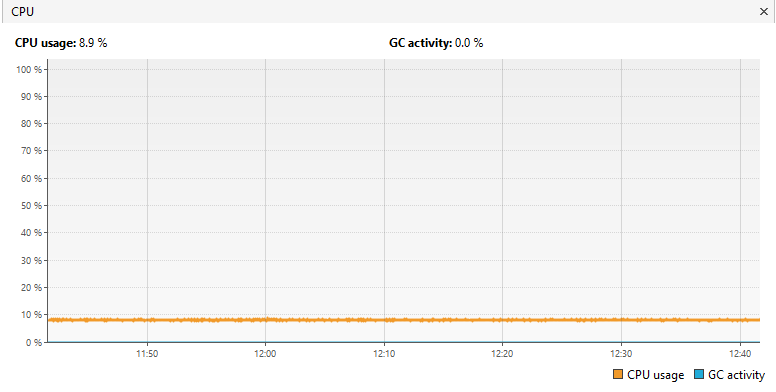 CPU ×
CPU usage: 8.9 % GC activity: 0.0 %
100 %
90 %
80 %
70 %
60 %
50 %
40 %
30 %
20 %
10 %
0 %
11:50 12:00 12:10 12:20 12:30 12:40
CPU usage GC activity